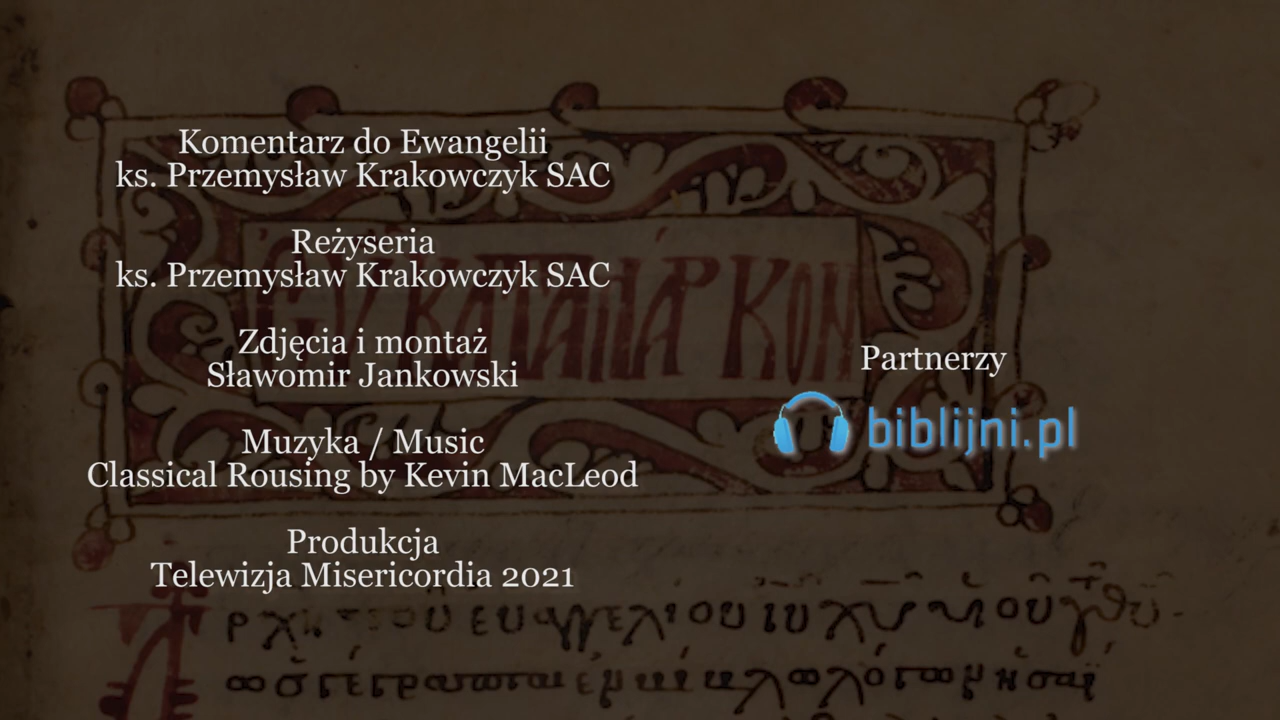 Komentarz do Ewangelii
ks. Przemysław Krakowczyk SAC
Reżyseria
ks. Przemysław Krakowczyk SAC
Zdjęcia i montaż
Sławomir Jankowski
Muzyka / Music
Classical Rousing by Kevin MacLeod
Produkcja
Telewizja Misericordia 2021
Partnerzy
biblijni.pl